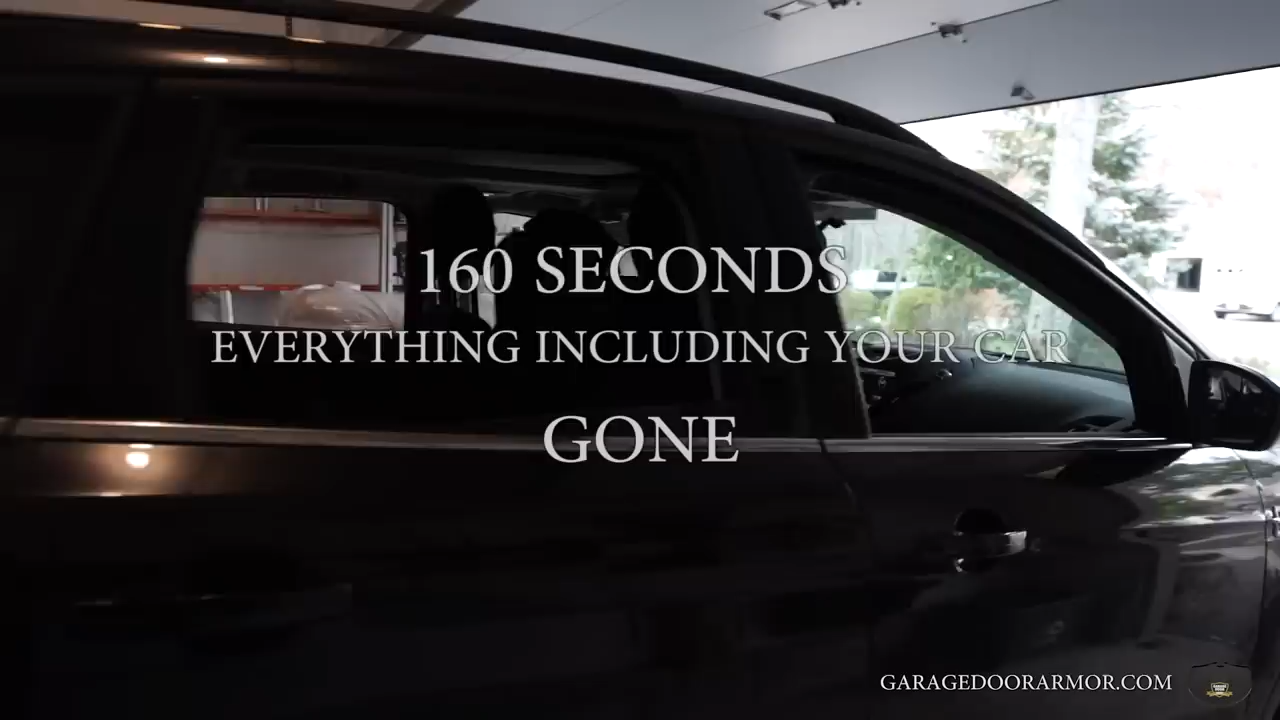 160 SECONDS
EVERYTHING INCLUDING YOUR CAR
GONE
GARAGEDOORARMOR.COM